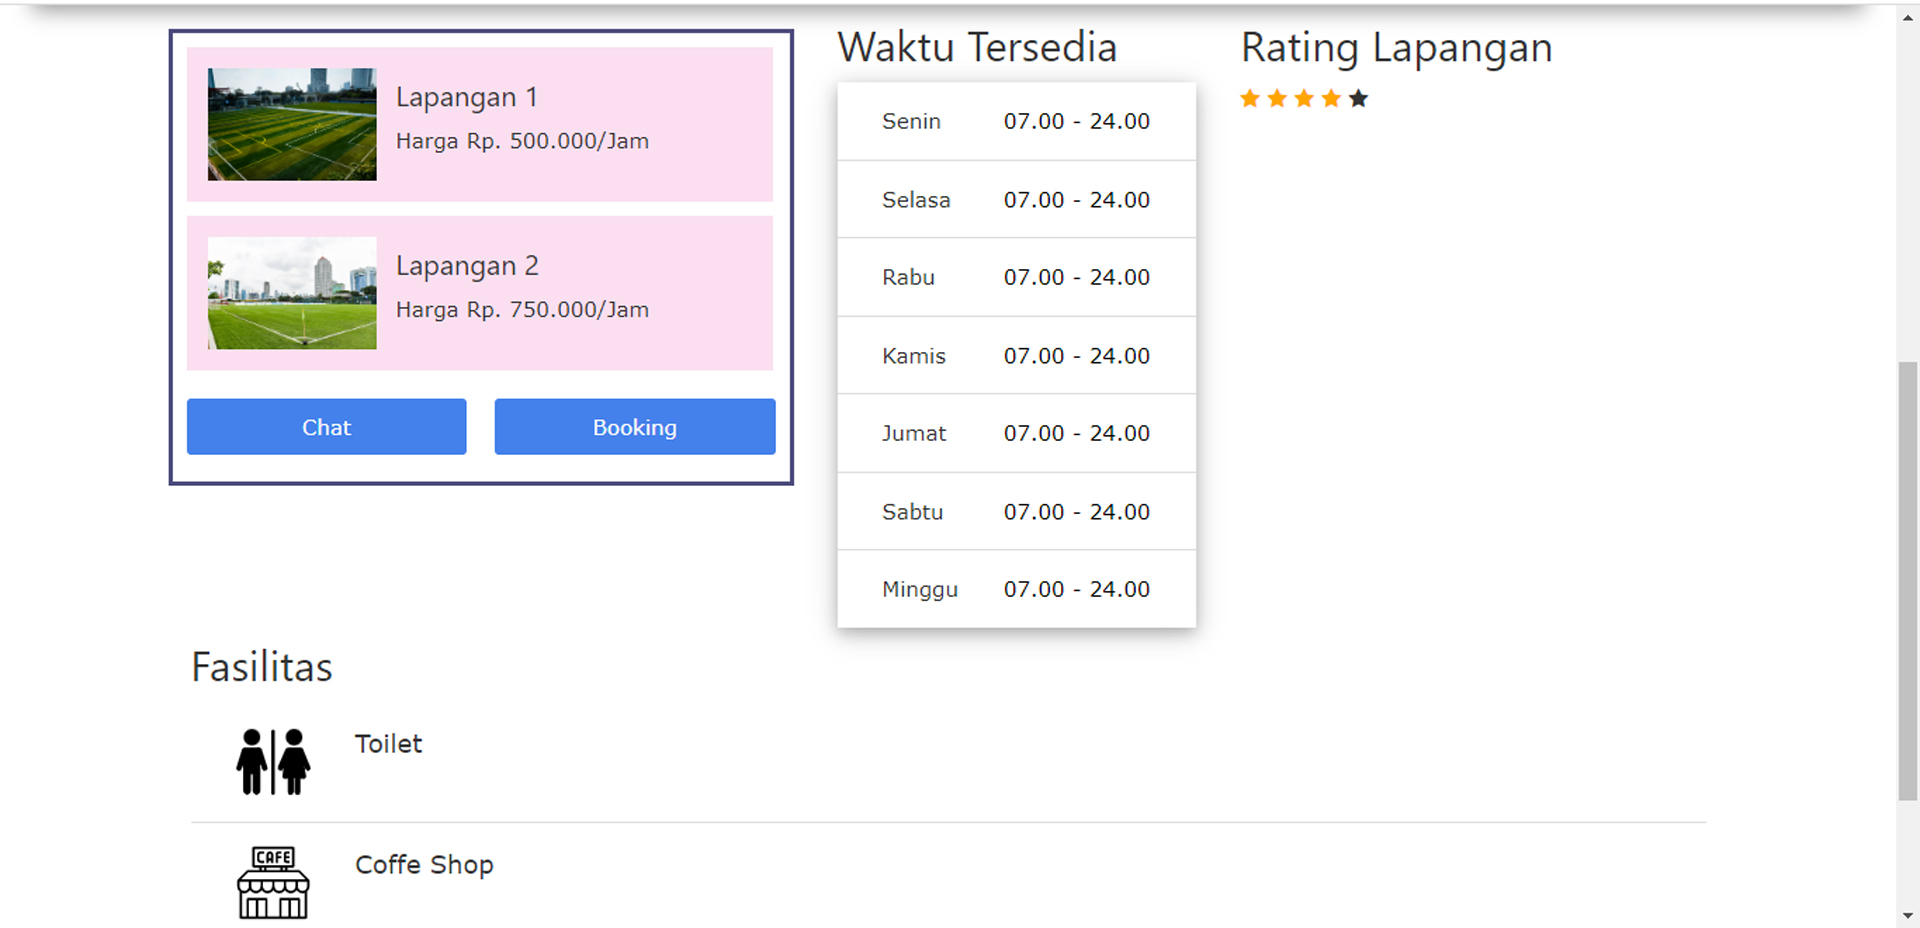 Lapangan 1
Harga Rp. 500.000/Jam
Lapangan 2
Harga Rp. 750.000/Jam
Chat
Booking
Waktu Tersedia
Senin 07.00 - 24.00
Selasa 07.00 - 24.00
Rabu 07.00 - 24.00
Kamis 07.00 - 24.00
Jumat 07.00 - 24.00
Sabtu 07.00 - 24.00
Minggu 07.00 - 24.00
Rating Lapangan
Fasilitas
Toilet
CAFE
Coffe Shop